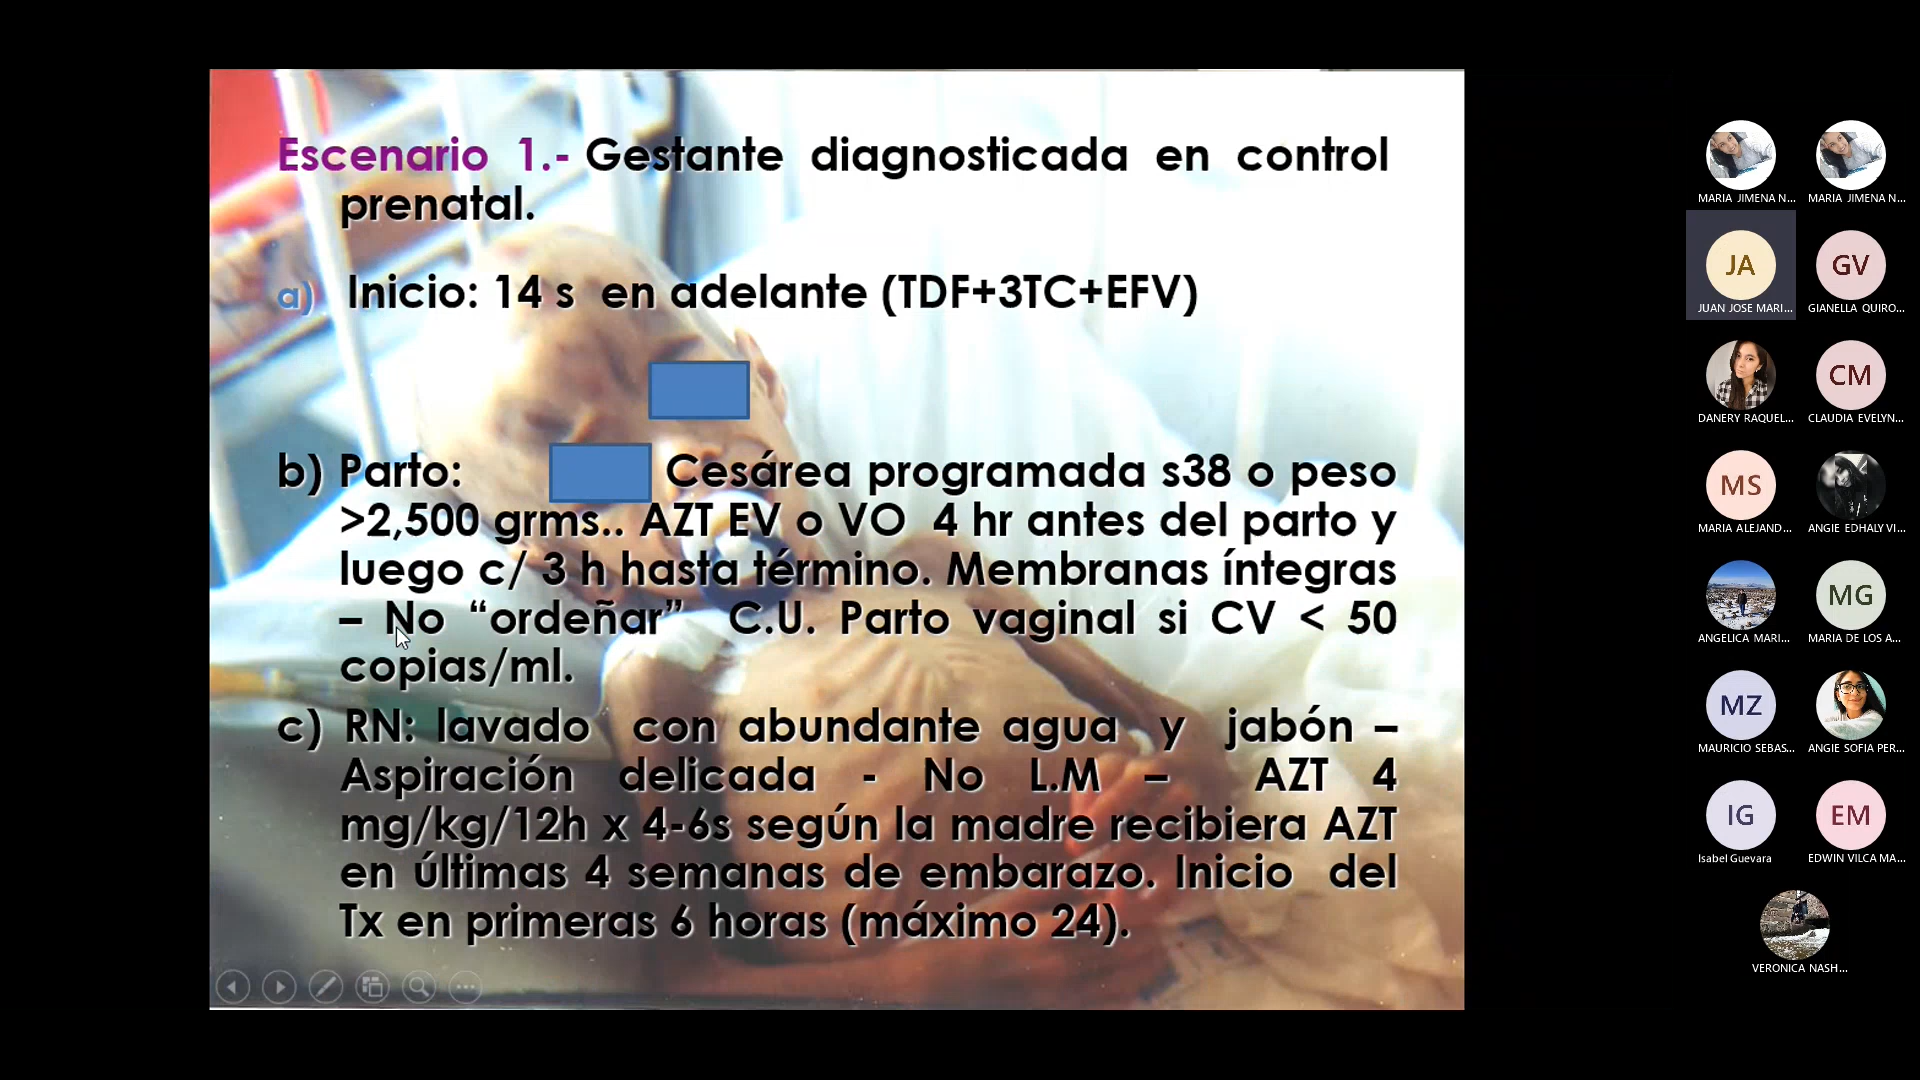 Escenario 1.- Gestante diagnosticada en control
prenatal.
a) Inicio: 14 s en adelante (TDF+3TC+EFV)
b) Parto: Cesárea programada s38 o peso
>2,500 grms.. AZT EV o VO 4 hr antes del parto y
luego c/ 3 h hasta término. Membranas íntegras
– No “ordeñar” C.U. Parto vaginal si CV < 50
copias/ml.
c) RN: lavado con abundante agua y jabón –
Aspiración delicada - No L.M – AZT 4
mg/kg/12h x 4-6s según la madre recibiera AZT
en últimas 4 semanas de embarazo. Inicio del
Tx en primeras 6 horas (máximo 24).
MARIA JIMENA N...
MARIA JIMENA N...
JA
JUAN JOSE MARI...
GV
GIANELLA QUIRO...
DANERY RAQUEL...
CM
CLAUDIA EVELYN...
MS
MARIA ALEJAND...
ANGIE EDHALY VI...
ANGELICA MARI...
MG
MARIA DE LOS A...
MZ
MAURICIO SEBAS...
ANGIE SOFIA PER...
IG
Isabel Guevara
EM
EDWIN VILCA MA...
VERONICA NASH...